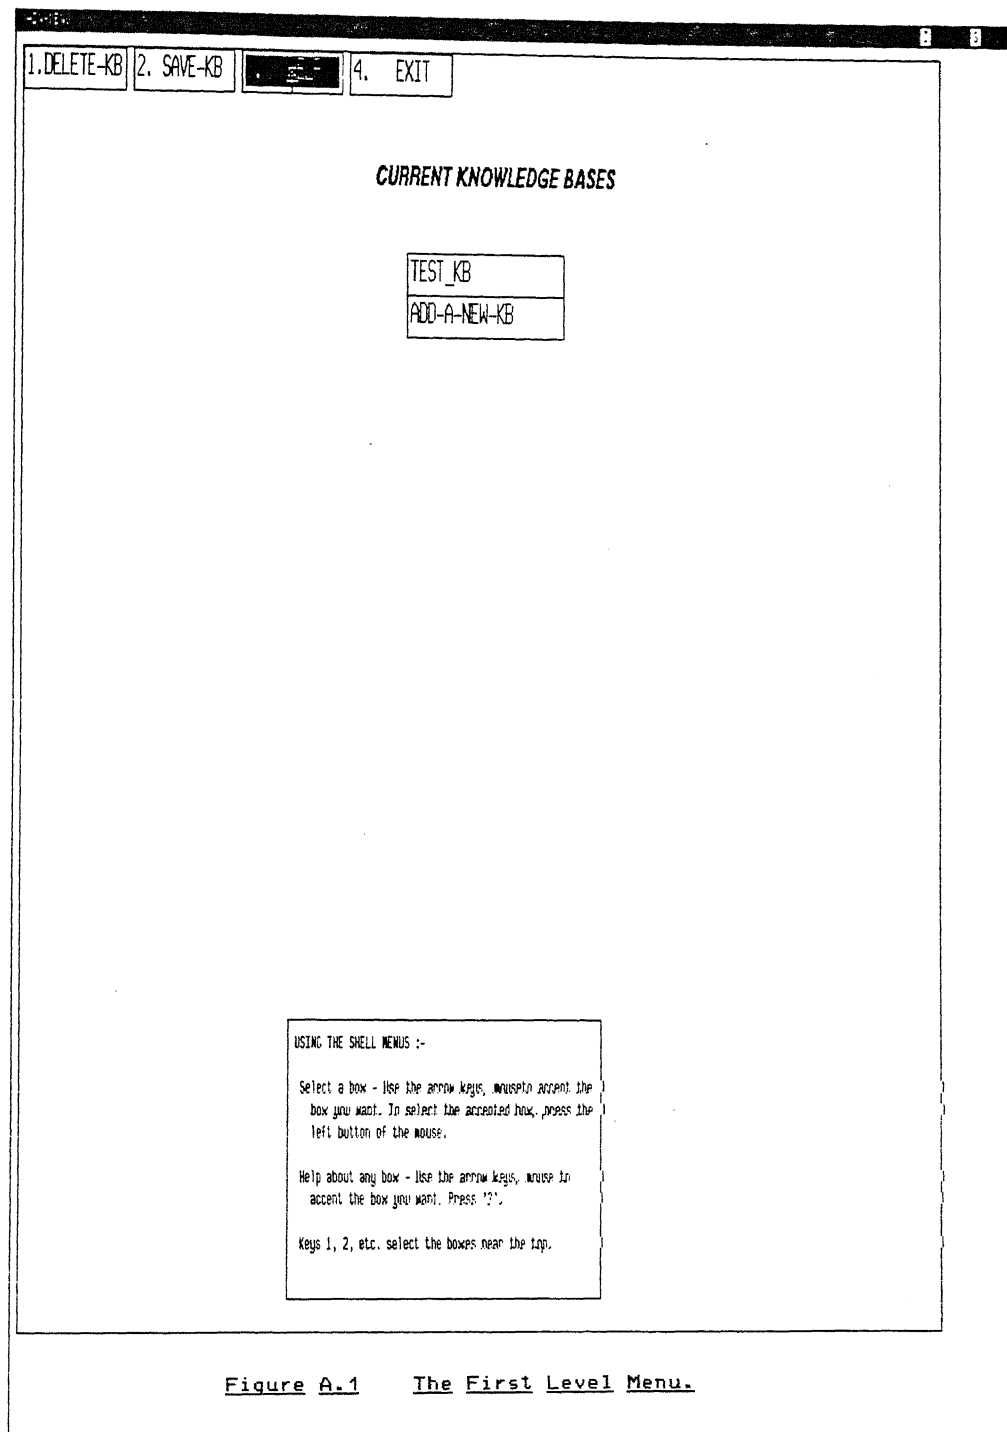 1.DELETE-KB 2. SAVE-KB 4. EXIT
CURRENT KNOWLEDGE BASES
TEST_KB
ADD-A-NEW-KB
USING THE SHELL MENUS :-
Select a box - Use the arrow keys, mouseto accent the
box you want. To select the accented box, press the
left button of the mouse.
Help about any box - Use the arrow keys, mouse to
accent the box you want. Press '?'.
Keys 1, 2, etc. select the boxes near the top.
Figure A.1 The First Level Menu.